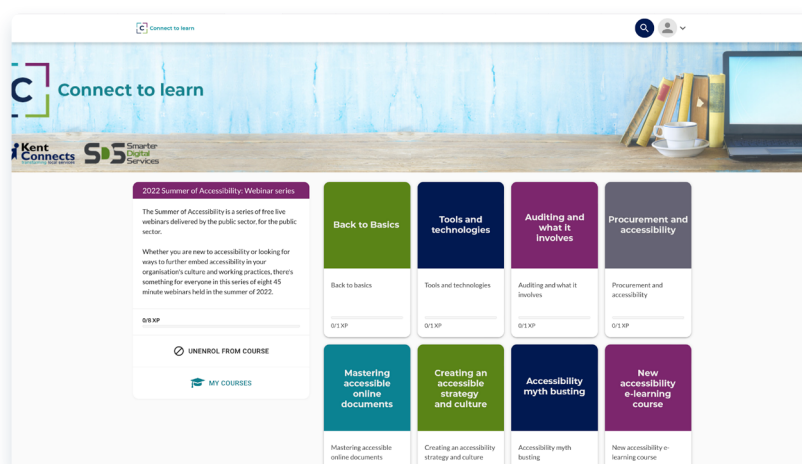 C Connect to learn
C Connect to learn
Kent
Connects
SDS Smarter
Digital
Services
2022 Summer of Accessibility: Webinar series
The Summer of Accessibility is a series of free live
webinars delivered by the public sector, for the public
sector.
Whether you are new to accessibility or looking for
ways to further embed accessibility in your
organisation's culture and working practices, there's
something for everyone in this series of eight 45
minute webinars held in the summer of 2022.
0/8 XP
UNENROL FROM COURSE
MY COURSES
Back to Basics
Back to basics
0/1 XP
Tools and
technologies
Tools and technologies
0/1 XP
Auditing and
what it
involves
Auditing and what it
involves
0/1 XP
Procurement and
accessibility
Procurement and
accessibility
0/1 XP
Mastering
accessible
online
documents
Mastering accessible
online documents
Creating an
accessible
strategy
and culture
Creating an accessibility
strategy and culture
Accessibility
myth busting
Accessibility myth
busting
New
accessibility
e-learning
course
New accessibility e-
learning course